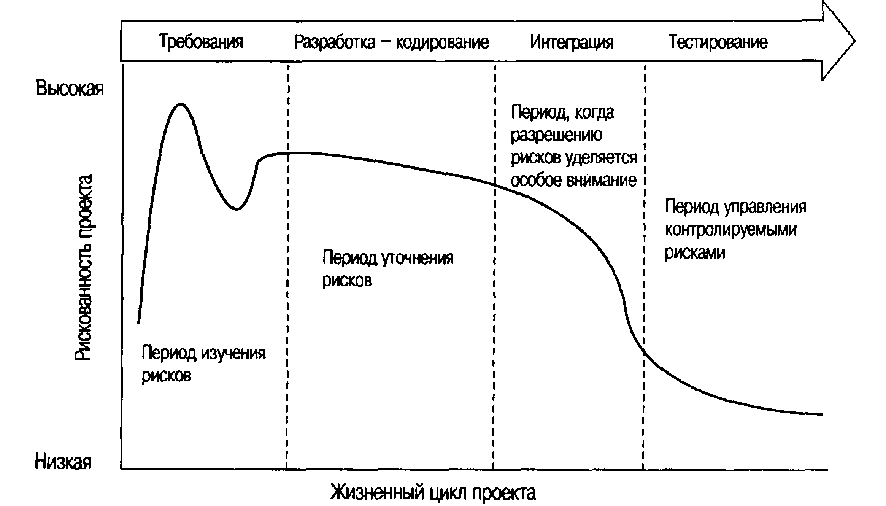 Требования
Разработка – кодирование
Интеграция
Тестирование
Высокая
Период, когда
разрешению
рисков уделяется
особое внимание
Период управления
контролируемыми
рисками
Период уточнения
рисков
Рискованность проекта
Период изучения
рисков
Низкая
Жизненный цикл проекта